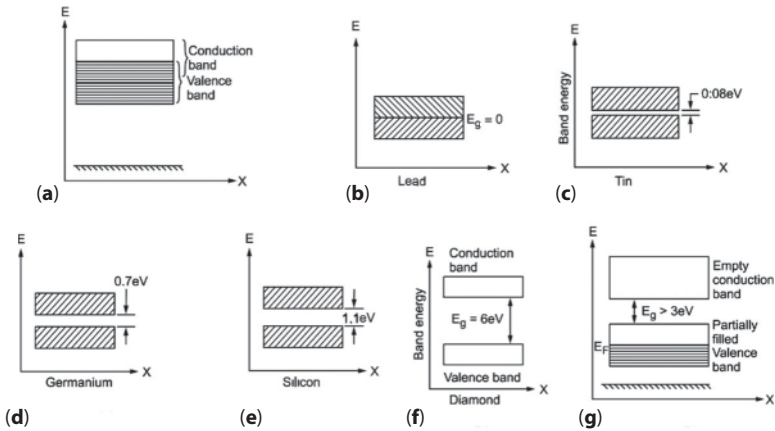 E
Conduction
band
Valence
band
X
(a)
E
E_g = 0
X
Lead
(b)
E
Band energy
0:08eV
X
Tin
(c)
E
0.7eV
X
Germanium
(d)
E
1.1eV
X
Silicon
(e)
E
Conduction
band
Band energy
E_g = 6eV
Valence band
X
Diamond
(f)
E
Empty
conduction
band
E_g > 3eV
Partially
filled
E_F
Valence
band
X
(g)